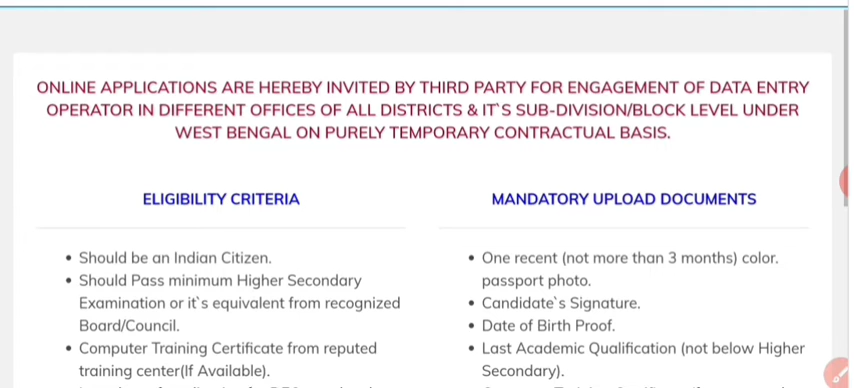 ONLINE APPLICATIONS ARE HEREBY INVITED BY THIRD PARTY FOR ENGAGEMENT OF DATA ENTRY
OPERATOR IN DIFFERENT OFFICES OF ALL DISTRICTS & IT`S SUB-DIVISION/BLOCK LEVEL UNDER
WEST BENGAL ON PURELY TEMPORARY CONTRACTUAL BASIS.
ELIGIBILITY CRITERIA
• Should be an Indian Citizen.
• Should Pass minimum Higher Secondary
Examination or it`s equivalent from recognized
Board/Council.
• Computer Training Certificate from reputed
training center(If Available).
MANDATORY UPLOAD DOCUMENTS
• One recent (not more than 3 months) color.
passport photo.
• Candidate`s Signature.
• Date of Birth Proof.
• Last Academic Qualification (not below Higher
Secondary).